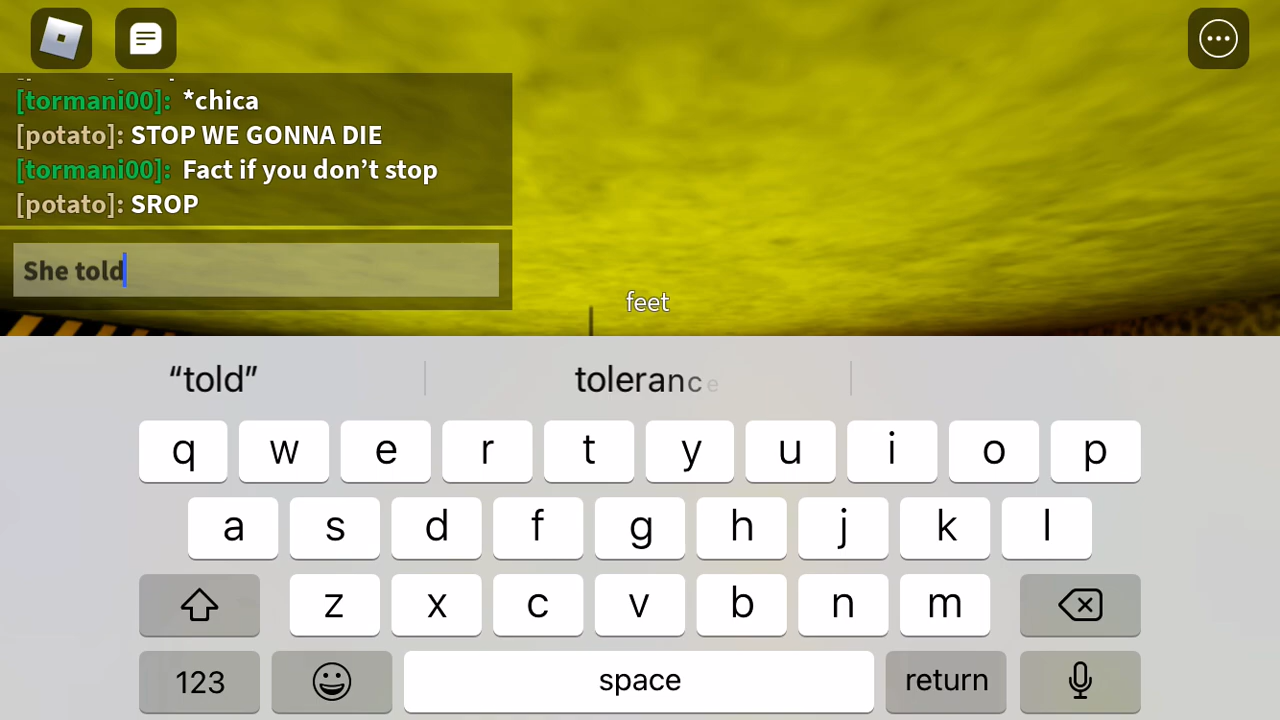 [tormani00]: *chica
[potato]: STOP WE GONNA DIE
[tormani00]: Fact if you don’t stop
[potato]: SROP
She told
feet
“told” tolerance
q w e r t y u i o p
a s d f g h j k l
z x c v b n m
123 space return